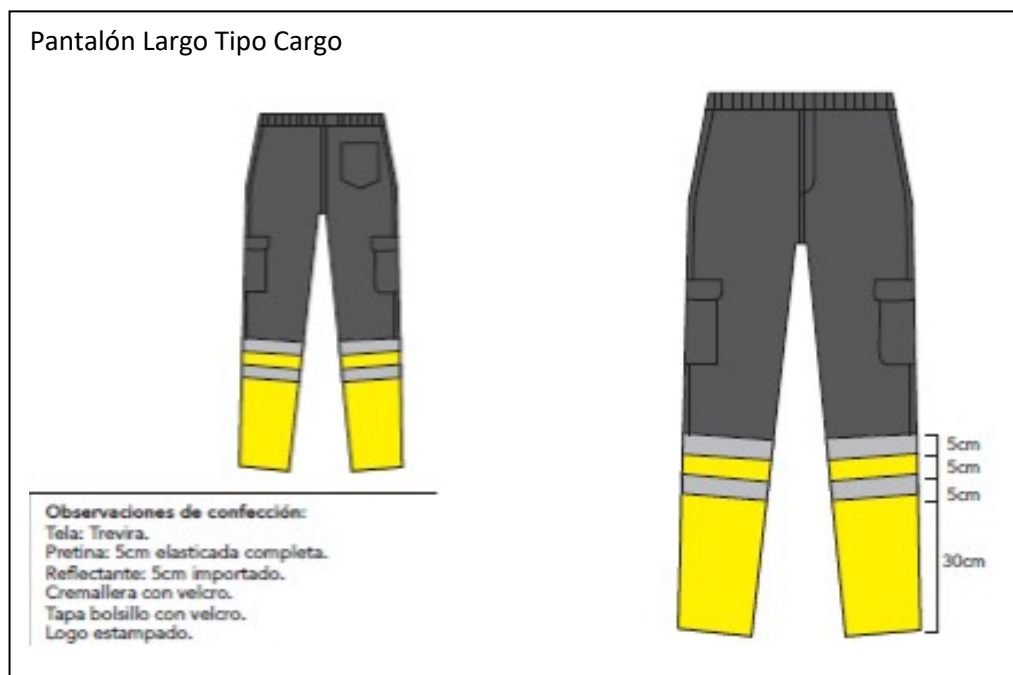 Pantalón Largo Tipo Cargo
Observaciones de confección:
Tela: Trevira.
Pretina: 5cm elasticada completa.
Reflectante: 5cm importado.
Cremallera con velcro.
Tapa bolsillo con velcro.
Logo estampado.
5cm
5cm
5cm
30cm